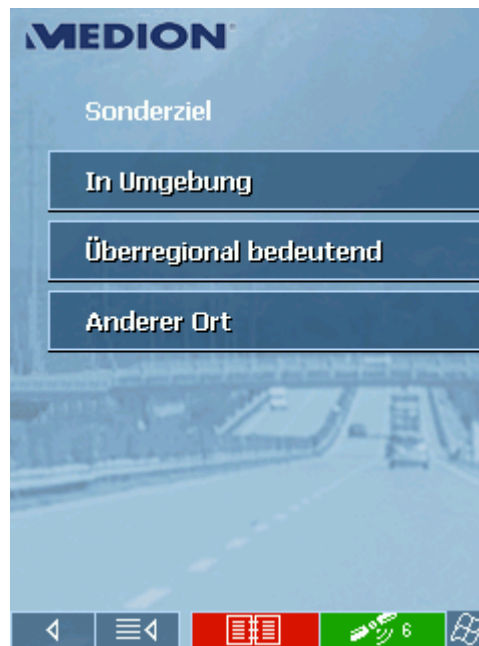 MEDION
Sonderziel
In Umgebung
Überregional bedeutend
Anderer Ort
6